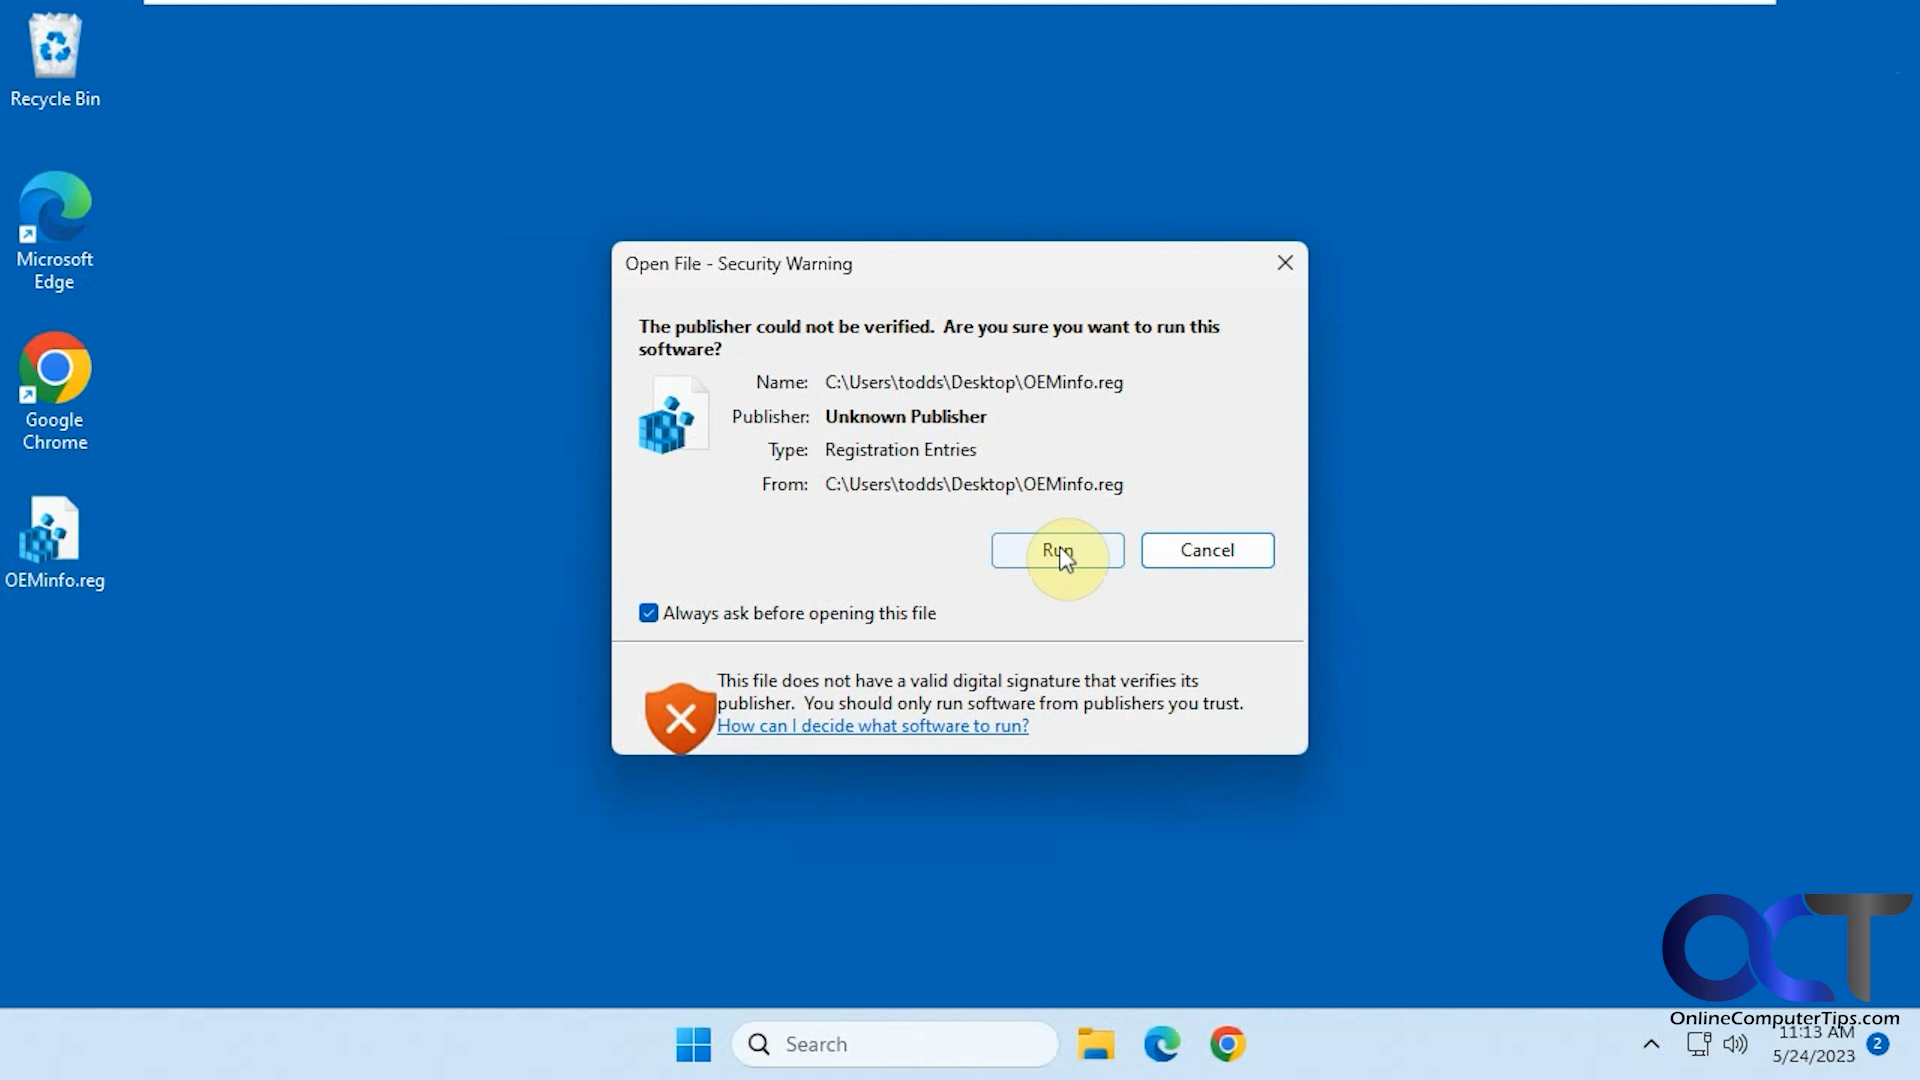 Recycle Bin
Microsoft
Edge
Google
Chrome
OEMinfo.reg
Open File - Security Warning
The publisher could not be verified. Are you sure you want to run this
software?
Name: C:\Users\todds\Desktop\OEMinfo.reg
Publisher: Unknown Publisher
Type: Registration Entries
From: C:\Users\todds\Desktop\OEMinfo.reg
Run Cancel
Always ask before opening this file
This file does not have a valid digital signature that verifies its
publisher. You should only run software from publishers you trust.
How can I decide what software to run?
OCT
OnlineComputerTips.com
Search
11:13 AM
5/24/2023
2